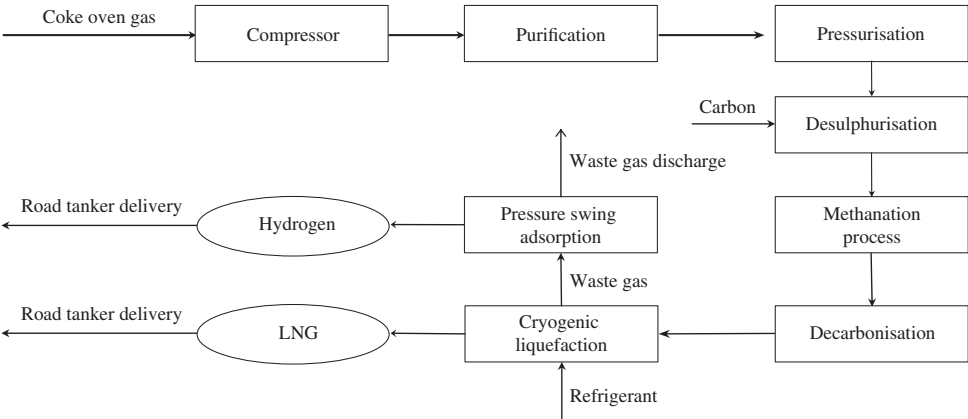 Coke oven gas
Compressor
Purification
Pressurisation
Carbon
Desulphurisation
Waste gas discharge
Road tanker delivery
Hydrogen
Pressure swing
adsorption
Methanation
process
Waste gas
Road tanker delivery
LNG
Cryogenic
liquefaction
Decarbonisation
Refrigerant